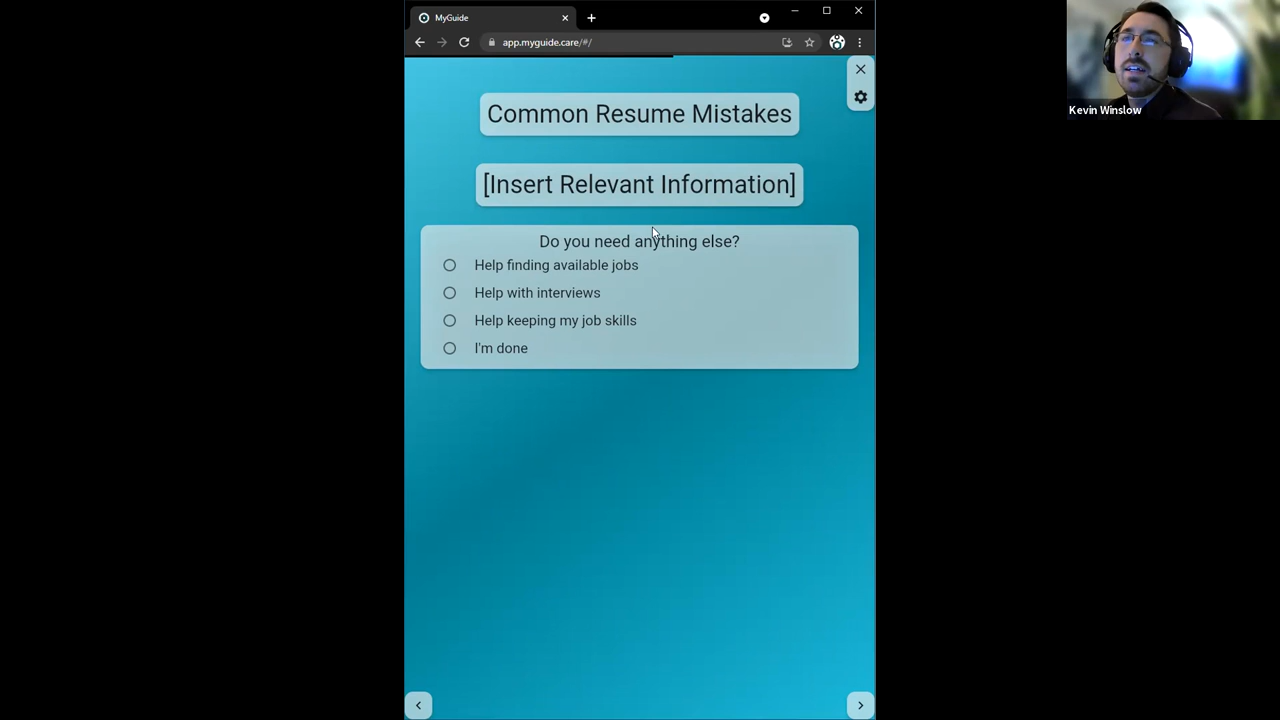 MyGuide
app.myguide.care/#/
Common Resume Mistakes
[Insert Relevant Information]
Do you need anything else?
Help finding available jobs
Help with interviews
Help keeping my job skills
I'm done
Kevin Winslow